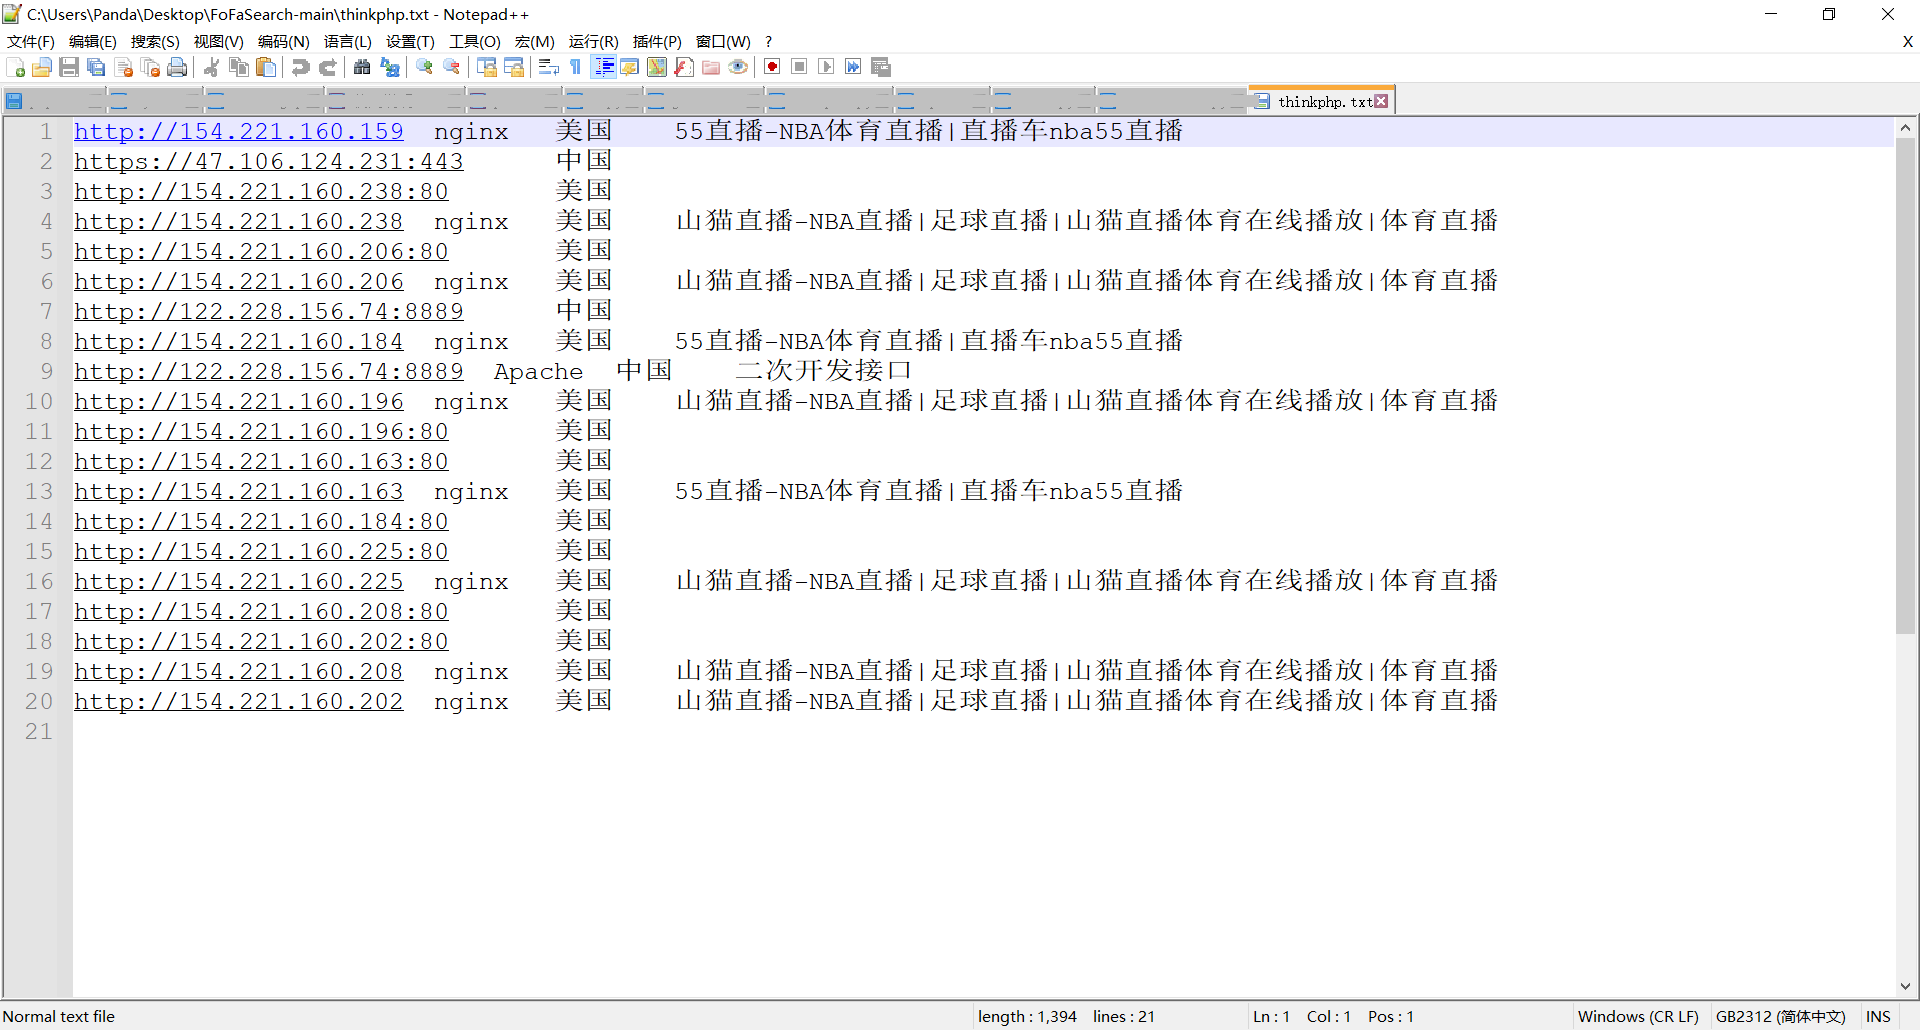 C:\Users\Panda\Desktop\FoFaSearch-main\thinkphp.txt - Notepad++
文件(F) 编辑(E) 搜索(S) 视图(V) 编码(N) 语言(L) 设置(T) 工具(O) 宏(M) 运行(R) 插件(P) 窗口(W) ? X
thinkphp.txt
1 http://154.221.160.159 nginx 美国 55直播-NBA体育直播|直播车nba55直播
2 https://47.106.124.231:443 中国
3 http://154.221.160.238:80 美国
4 http://154.221.160.238 nginx 美国 山猫直播-NBA直播|足球直播|山猫直播体育在线播放|体育直播
5 http://154.221.160.206:80 美国
6 http://154.221.160.206 nginx 美国 山猫直播-NBA直播|足球直播|山猫直播体育在线播放|体育直播
7 http://122.228.156.74:8889 中国
8 http://154.221.160.184 nginx 美国 55直播-NBA体育直播|直播车nba55直播
9 http://122.228.156.74:8889 Apache 中国 二次开发接口
10 http://154.221.160.196 nginx 美国 山猫直播-NBA直播|足球直播|山猫直播体育在线播放|体育直播
11 http://154.221.160.196:80 美国
12 http://154.221.160.163:80 美国
13 http://154.221.160.163 nginx 美国 55直播-NBA体育直播|直播车nba55直播
14 http://154.221.160.184:80 美国
15 http://154.221.160.225:80 美国
16 http://154.221.160.225 nginx 美国 山猫直播-NBA直播|足球直播|山猫直播体育在线播放|体育直播
17 http://154.221.160.208:80 美国
18 http://154.221.160.202:80 美国
19 http://154.221.160.208 nginx 美国 山猫直播-NBA直播|足球直播|山猫直播体育在线播放|体育直播
20 http://154.221.160.202 nginx 美国 山猫直播-NBA直播|足球直播|山猫直播体育在线播放|体育直播
21
Normal text file length : 1,394 lines : 21 Ln : 1 Col : 1 Pos : 1 Windows (CR LF) GB2312 (简体中文) INS